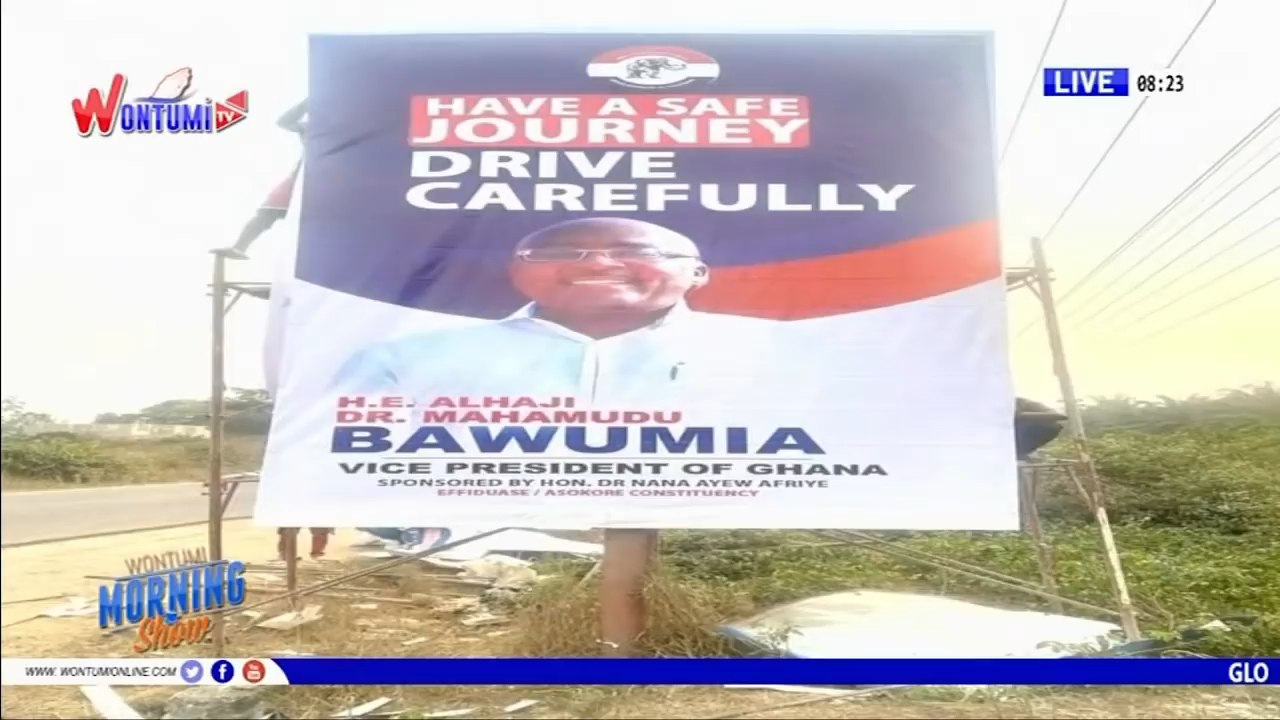 WONTUMi TV
LIVE 08:23
HAVE A SAFE
JOURNEY
DRIVE
CAREFULLY
H.E. ALHAJI
DR. MAHAMUDU
BAWUMIA
VICE PRESIDENT OF GHANA
SPONSORED BY HON. DR NANA AYEW AFRIYE
EFFIDUASE / ASOKORE CONSTITUENCY
WONTUMI
MORNING
Show
WWW.WONTUMIONLINE.COM
GLO